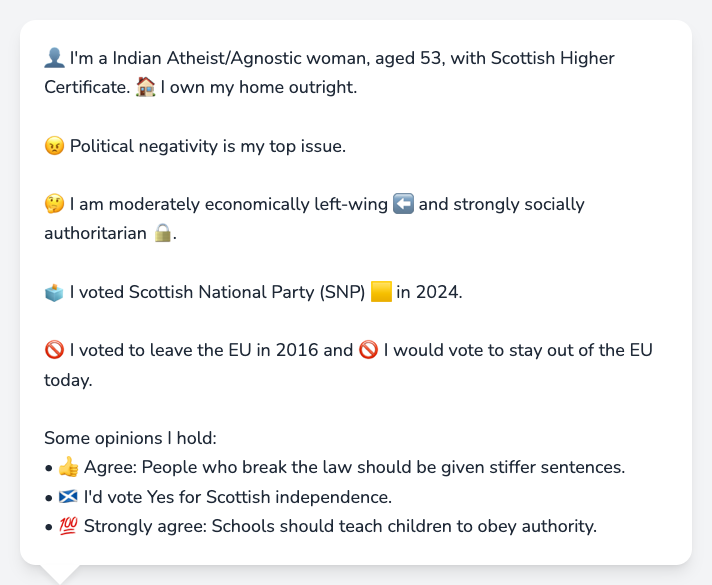 👤 I'm a Indian Atheist/Agnostic woman, aged 53, with Scottish Higher
Certificate. 🏠 I own my home outright.
😠 Political negativity is my top issue.
🤔 I am moderately economically left-wing ⬅️ and strongly socially
authoritarian 🔒.
🗳️ I voted Scottish National Party (SNP) 🟨 in 2024.
🚫 I voted to leave the EU in 2016 and 🚫 I would vote to stay out of the EU
today.
Some opinions I hold:
• 👍 Agree: People who break the law should be given stiffer sentences.
• 🏴󠁧󠁢󠁳󠁣󠁴󠁿 I'd vote Yes for Scottish independence.
• 💯 Strongly agree: Schools should teach children to obey authority.